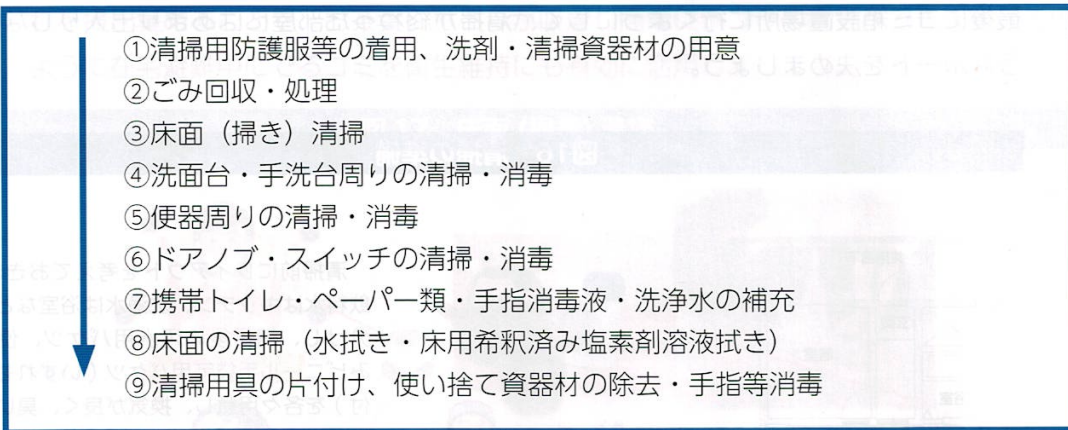 ①清掃用防護服等の着用、洗剤・清掃資器材の用意
②ごみ回収・処理
③床面（掃き）清掃
④洗面台・手洗台周りの清掃・消毒
⑤便器周りの清掃・消毒
⑥ドアノブ・スイッチの清掃・消毒
⑦携帯トイレ・ペーパー類・手指消毒液・洗浄水の補充
⑧床面の清掃（水拭き・床用希釈済み塩素剤溶液拭き）
⑨清掃用具の片付け、使い捨て資器材の除去・手指等消毒